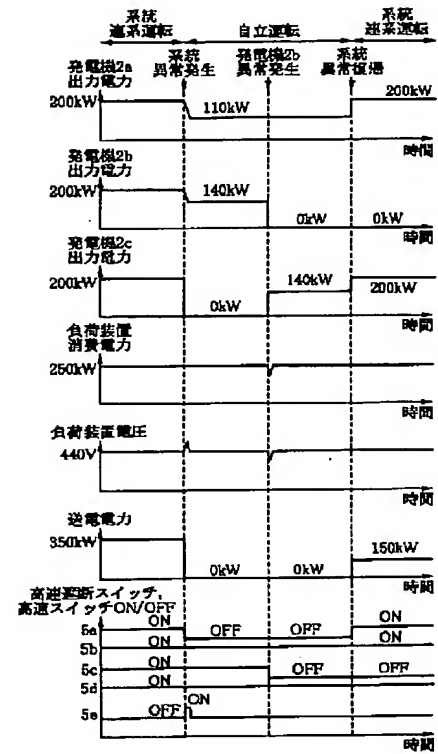 系統
連系運転
自立運転
系統
連系運転
系統
異常発生
発電機2b
異常発生
系統
異常復帰
発電機2a
出力電力
200kW
110kW
200kW
時間
発電機2b
出力電力
200kW
140kW
0kW
0kW
時間
発電機2c
出力電力
200kW
0kW
140kW
200kW
時間
負荷装置
消費電力
250kW
時間
負荷装置電圧
440V
時間
送電電力
350kW
0kW
0kW
150kW
時間
高速遮断スイッチ,
高速スイッチON/OFF
5a
ON
OFF
OFF
ON
5b
ON
ON
5c
ON
OFF
OFF
5d
ON
5e
OFF
ON
時間